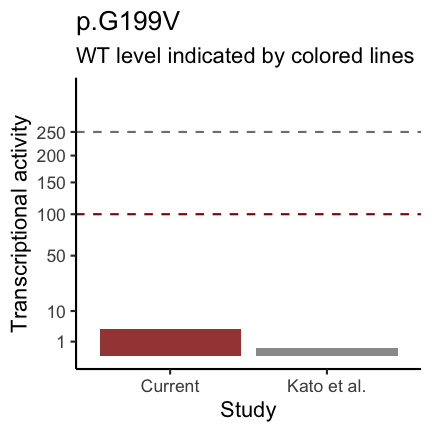 p.G199V
WT level indicated by colored lines
Transcriptional activity
250
200
150
100
50
10
1
Current
Kato et al.
Study